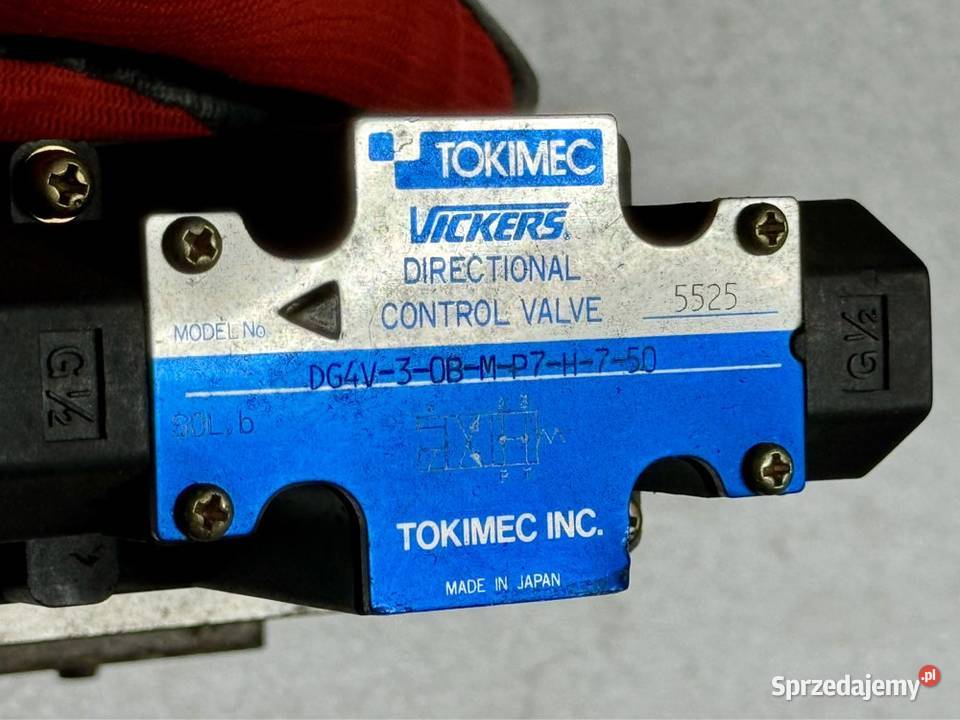 TOKIMEC
VICKERS®
DIRECTIONAL
CONTROL VALVE
5525
MODEL No.
DG4V-3-0B-M-P7-H-7-50
SOL.b
A B
P T
TOKIMEC INC.
MADE IN JAPAN
G 1/2
G 1/2
Sprzedajemy.pl